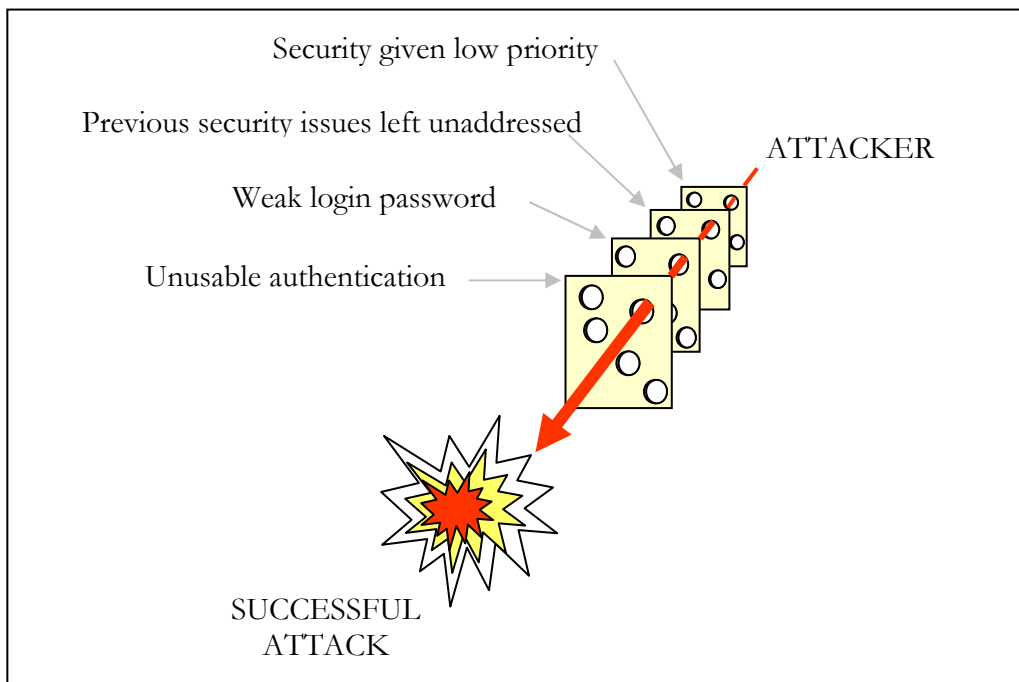 Security given low priority
Previous security issues left unaddressed
ATTACKER
Weak login password
Unusable authentication
SUCCESSFUL
ATTACK